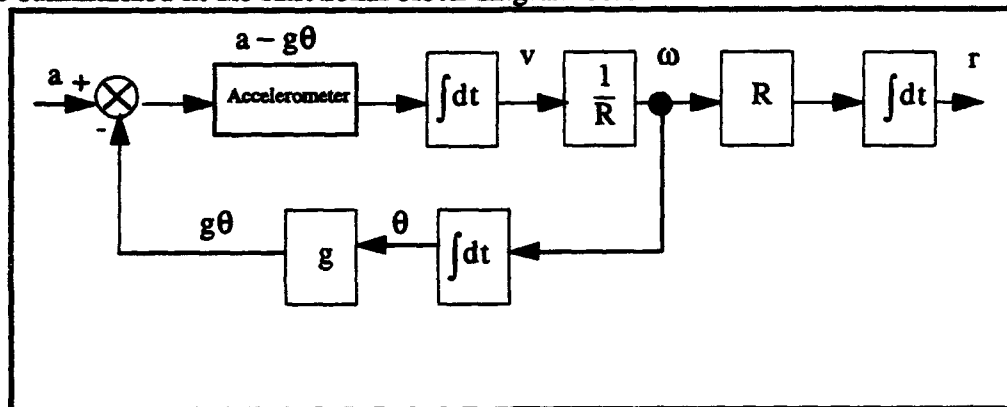 a − gθ
a + Accelerometer ∫dt v 1/R ω R ∫dt r
-
gθ g θ ∫dt